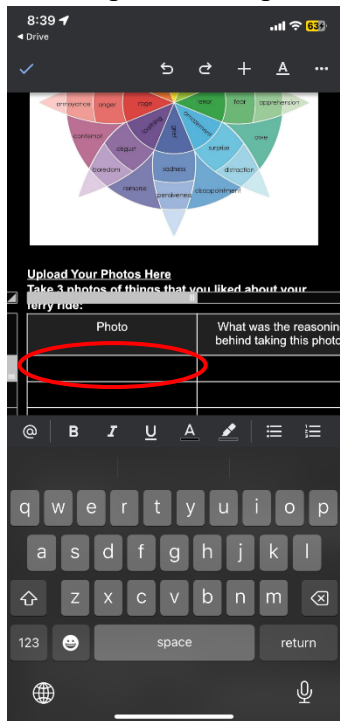 8:39
63
Drive
A
annoyance anger rage terror fear apprehension
contempt disgust loathing grief amazement surprise awe
boredom sadness distraction
remorse pensiveness disappointment
Upload Your Photos Here
Take 3 photos of things that you liked about your
ferry ride:
Photo
What was the reasonin
behind taking this photo
@ B I U A
q w e r t y u i o p
a s d f g h j k l
z x c v b n m
123 space return